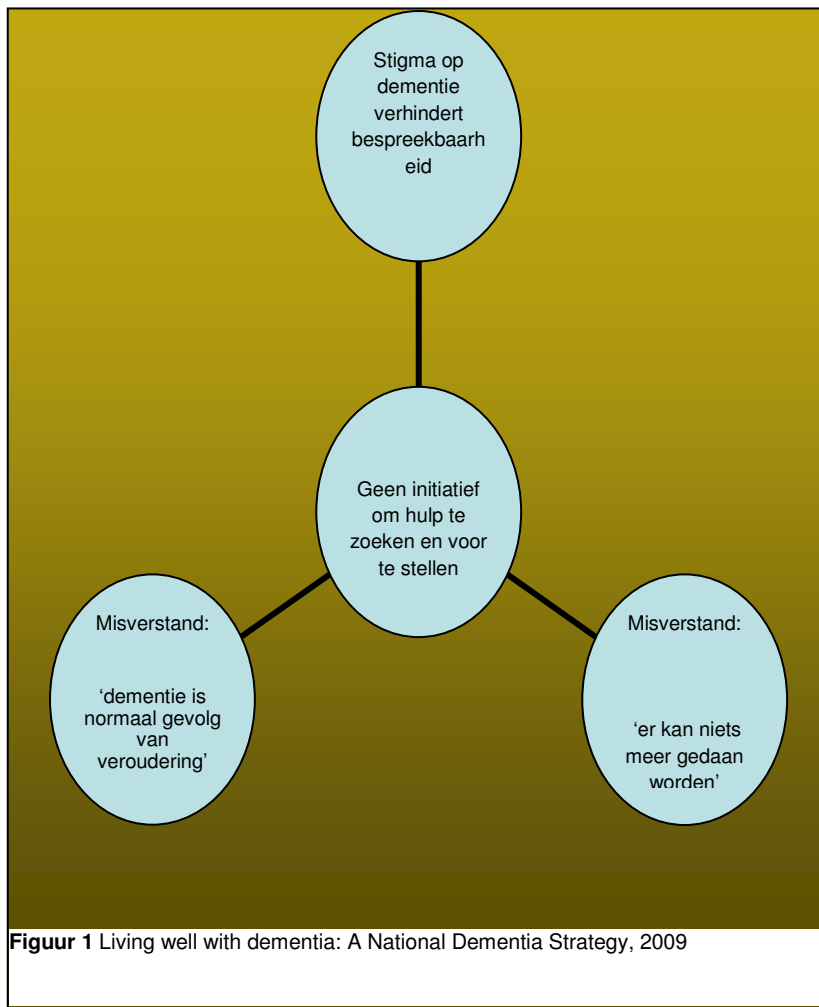 Stigma op
dementie
verhindert
bespreekbaarh
eid
Geen initiatief
om hulp te
zoeken en voor
te stellen
Misverstand:
‘dementie is
normaal gevolg
van
veroudering’
Misverstand:
‘er kan niets
meer gedaan
worden’
Figuur 1 Living well with dementia: A National Dementia Strategy, 2009